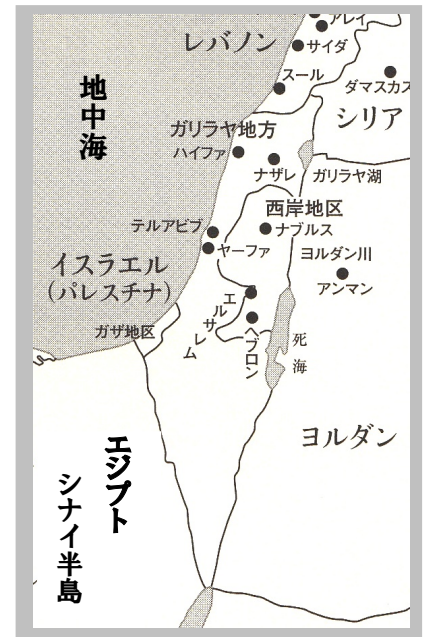 アレイ
レバノン
サイダ
スール
ダマスカス
地中海
シリア
ガリラヤ地方
ハイファ
ナザレ
ガリラヤ湖
西岸地区
テルアビブ
ナブルス
ヤーファ
ヨルダン川
イスラエル
(パレスチナ)
アンマン
エルサレム
ガザ地区
ヘブロン
死海
ヨルダン
エジプト
シナイ半島